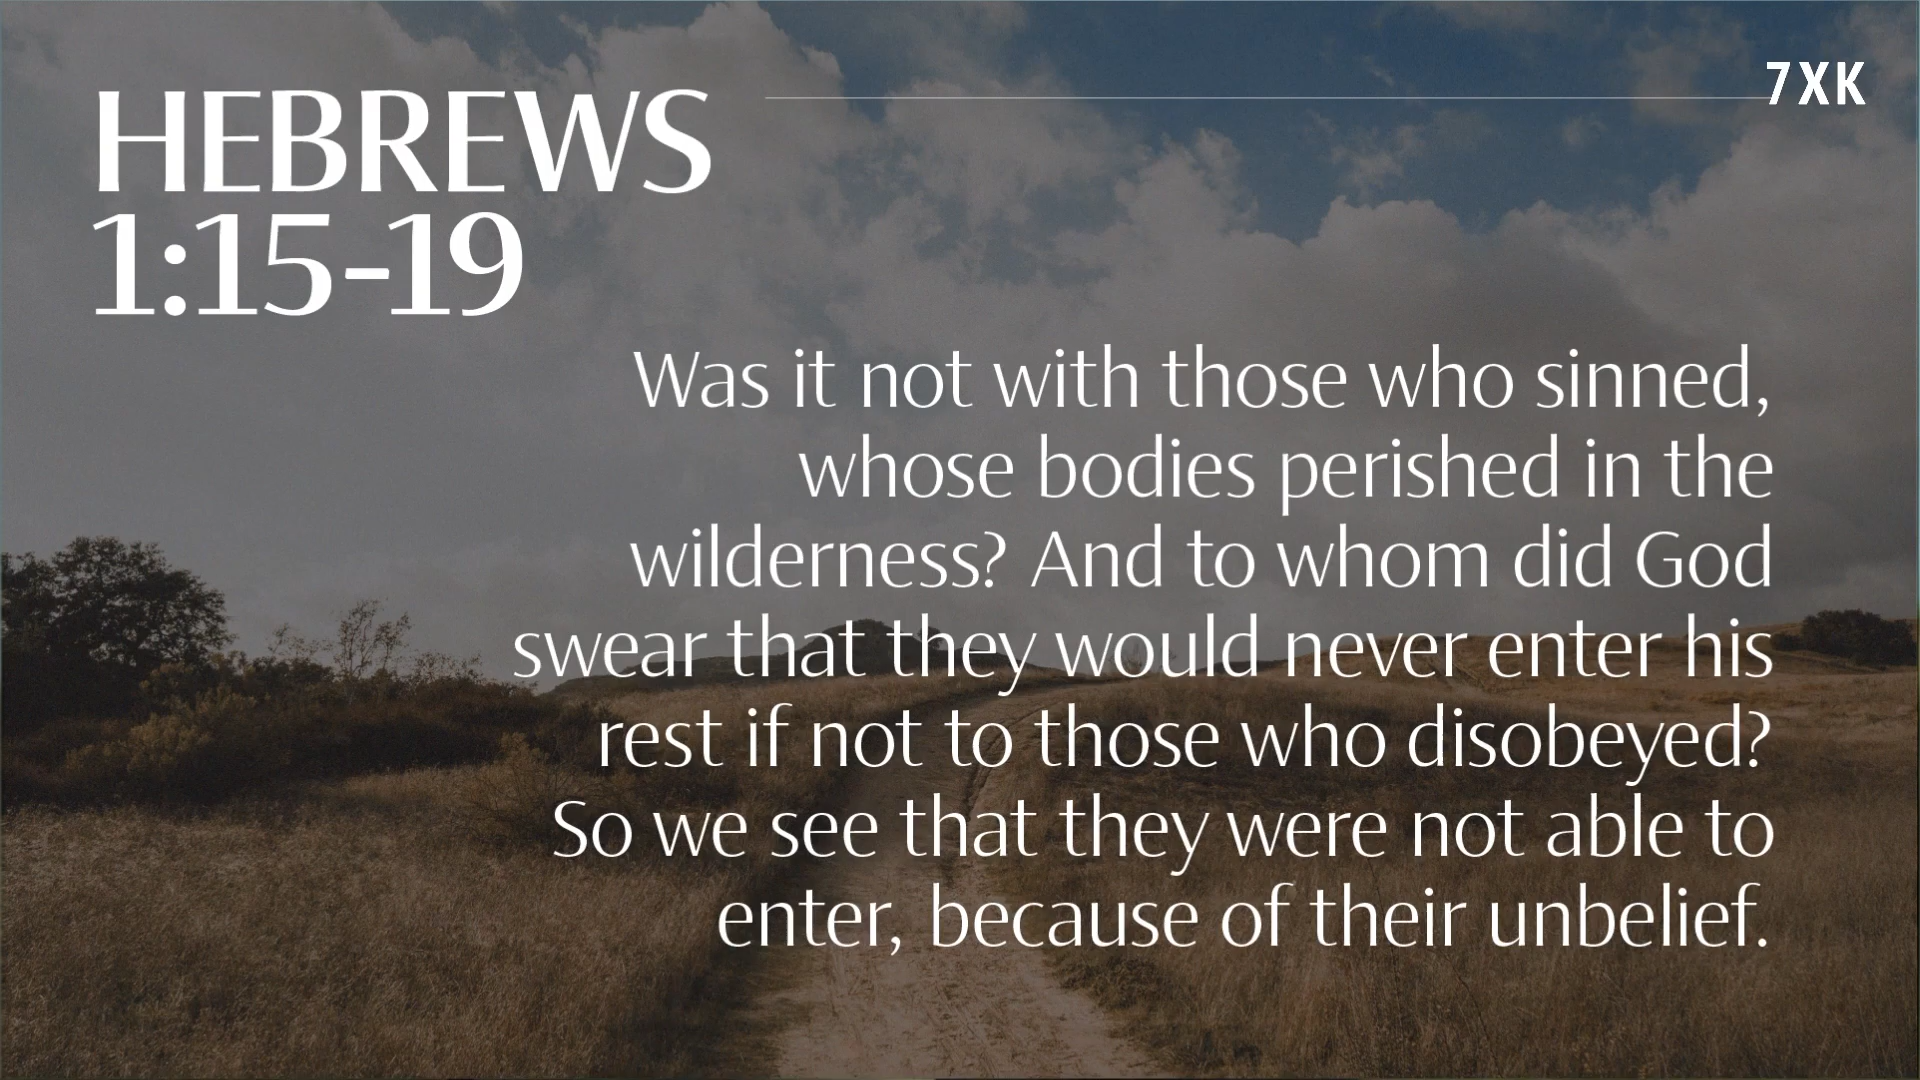 HEBREWS
1:15-19
7XK
Was it not with those who sinned,
whose bodies perished in the
wilderness? And to whom did God
swear that they would never enter his
rest if not to those who disobeyed?
So we see that they were not able to
enter, because of their unbelief.